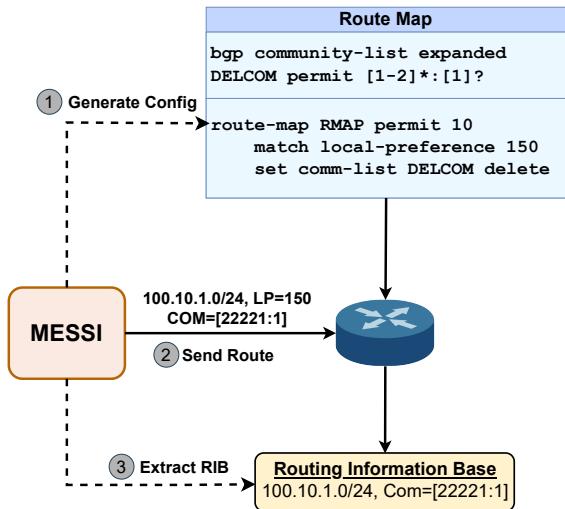 Route Map
bgp community-list expanded
DELCOM permit [1-2]*:[1]?
route-map RMAP permit 10
match local-preference 150
set comm-list DELCOM delete
1 Generate Config
MESSI
100.10.1.0/24, LP=150
COM=[22221:1]
2 Send Route
3 Extract RIB
Routing Information Base
100.10.1.0/24, Com=[22221:1]